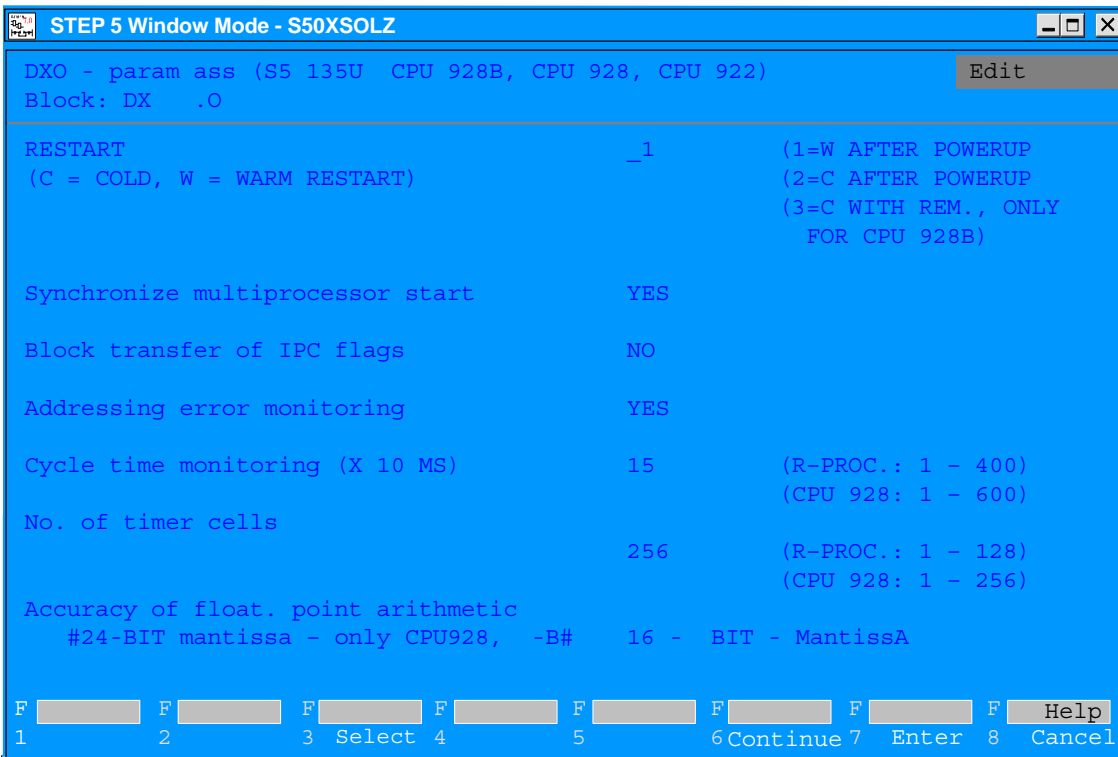 STEP 5 Window Mode - S50XSOLZ
DXO - param ass (S5 135U CPU 928B, CPU 928, CPU 922) Edit
Block: DX .O
RESTART _1 (1=W AFTER POWERUP
(C = COLD, W = WARM RESTART) (2=C AFTER POWERUP
(3=C WITH REM., ONLY
FOR CPU 928B)
Synchronize multiprocessor start YES
Block transfer of IPC flags NO
Addressing error monitoring YES
Cycle time monitoring (X 10 MS) 15 (R–PROC.: 1 – 400)
(CPU 928: 1 – 600)
No. of timer cells
256 (R–PROC.: 1 – 128)
(CPU 928: 1 – 256)
Accuracy of float. point arithmetic
#24-BIT mantissa – only CPU928, -B# 16 - BIT - MantissA
F F F F F F F F Help
1 2 3 Select 4 5 6 Continue 7 Enter 8 Cancel